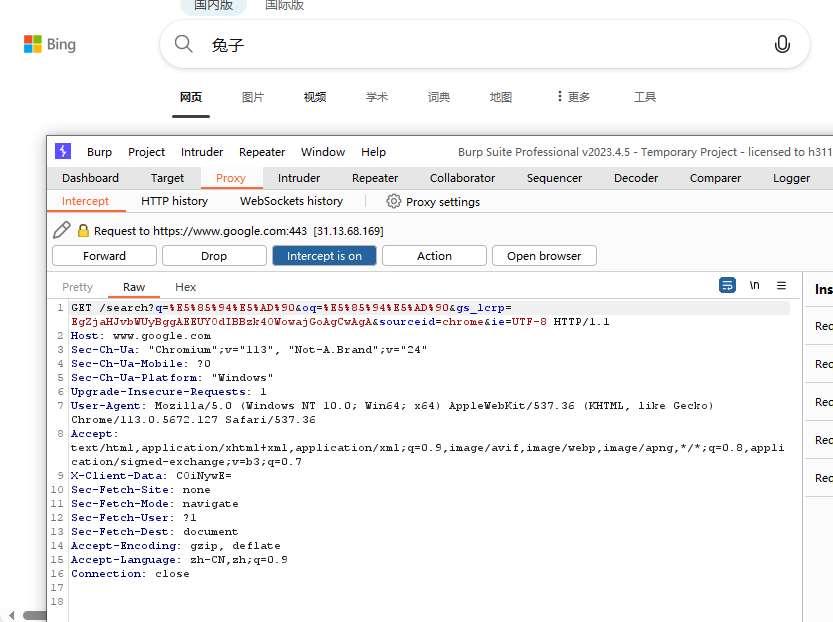 国内版 国际版
Bing
兔子
网页 图片 视频 学术 词典 地图 更多 工具
Burp Project Intruder Repeater Window Help Burp Suite Professional v2023.4.5 - Temporary Project - licensed to h311
Dashboard Target Proxy Intruder Repeater Collaborator Sequencer Decoder Comparer Logger
Intercept HTTP history WebSockets history Proxy settings
Request to https://www.google.com:443 [31.13.68.169]
Forward Drop Intercept is on Action Open browser
Pretty Raw Hex \n
Ins
1 GET /search?q=%E5%85%94%E5%AD%90&oq=%E5%85%94%E5%AD%90&gs_lcrp=
EgZjaHJvbWUyBggAEEUYOdIBBzk4OWowajGoAgCwAgA&sourceid=chrome&ie=UTF-8 HTTP/1.1
2 Host: www.google.com
3 Sec-Ch-Ua: "Chromium";v="113", "Not-A.Brand";v="24"
4 Sec-Ch-Ua-Mobile: ?0
5 Sec-Ch-Ua-Platform: "Windows"
6 Upgrade-Insecure-Requests: 1
7 User-Agent: Mozilla/5.0 (Windows NT 10.0; Win64; x64) AppleWebKit/537.36 (KHTML, like Gecko)
Chrome/113.0.5672.127 Safari/537.36
8 Accept:
text/html,application/xhtml+xml,application/xml;q=0.9,image/avif,image/webp,image/apng,*/*;q=0.8,appli
cation/signed-exchange;v=b3;q=0.7
9 X-Client-Data: COiNywE=
10 Sec-Fetch-Site: none
11 Sec-Fetch-Mode: navigate
12 Sec-Fetch-User: ?1
13 Sec-Fetch-Dest: document
14 Accept-Encoding: gzip, deflate
15 Accept-Language: zh-CN,zh;q=0.9
16 Connection: close
17
18
Rec
Rec
Rec
Rec
Rec